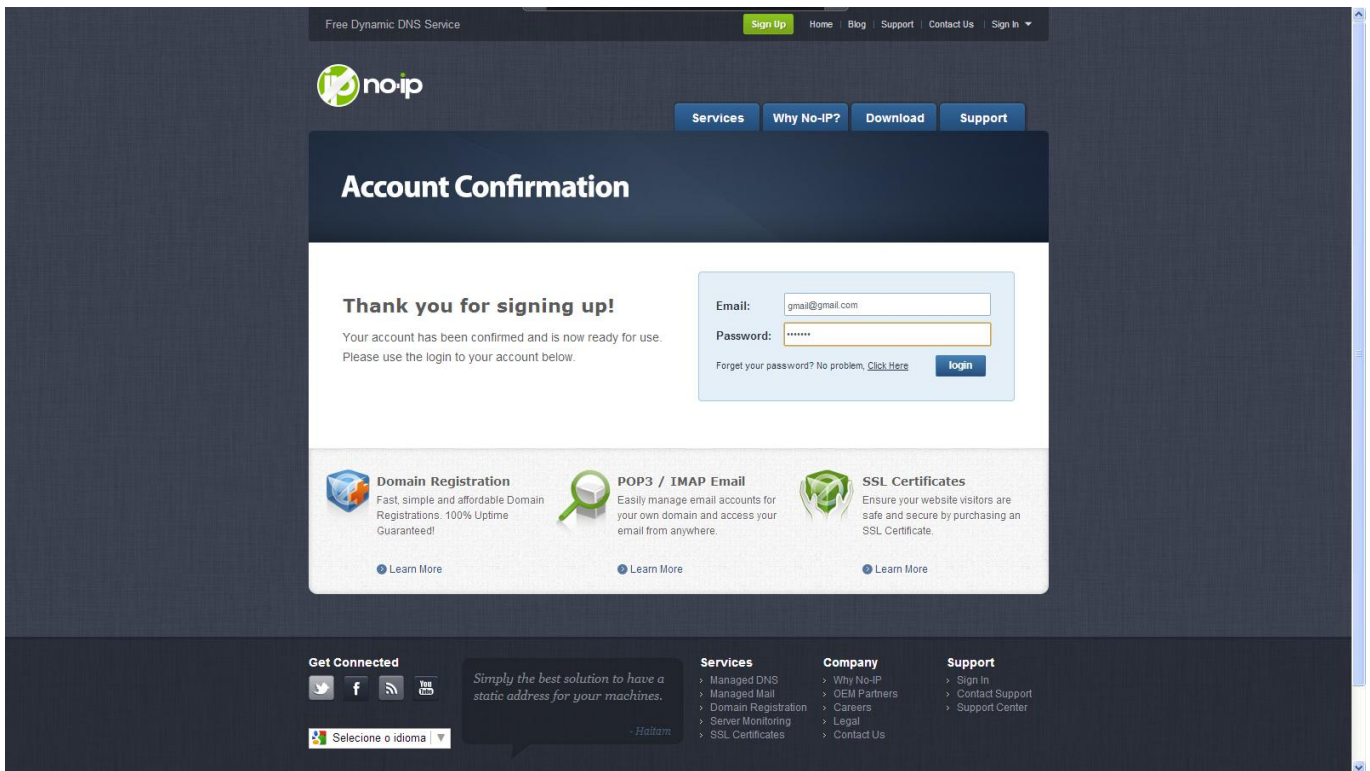 Free Dynamic DNS Service
Sign Up Home Blog Support Contact Us Sign In
no-ip
Services Why No-IP? Download Support
Account Confirmation
Thank you for signing up!
Your account has been confirmed and is now ready for use.
Please use the login to your account below.
Email: gmail@gmail.com
Password: •••••••
Forget your password? No problem, Click Here login
Domain Registration
Fast, simple and affordable Domain
Registrations. 100% Uptime
Guaranteed!
Learn More
POP3 / IMAP Email
Easily manage email accounts for
your own domain and access your
email from anywhere.
Learn More
SSL Certificates
Ensure your website visitors are
safe and secure by purchasing an
SSL Certificate.
Learn More
Get Connected
You Tube
Selecione o idioma
Simply the best solution to have a
static address for your machines.
- Haitam
Services
Managed DNS
Managed Mail
Domain Registration
Server Monitoring
SSL Certificates
Company
Why No-IP
OEM Partners
Careers
Legal
Contact Us
Support
Sign In
Contact Support
Support Center